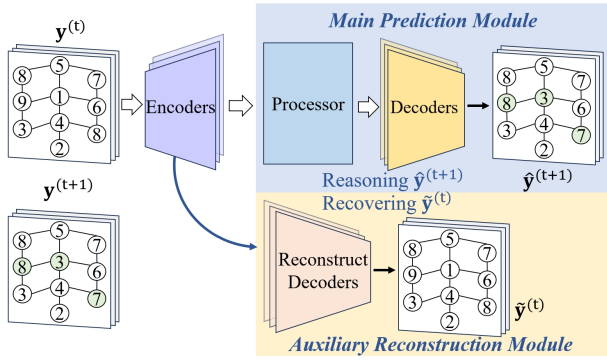 Main Prediction Module
𝐲⁽ᵗ⁾
5
8 7
9 1 6
3 4 8
2
Encoders
Processor
Decoders
5
8 7
8 3 6
3 4 7
2
Reasoning ŷ⁽ᵗ⁺¹⁾
ŷ⁽ᵗ⁺¹⁾
Recovering ỹ⁽ᵗ⁾
𝐲⁽ᵗ⁺¹⁾
5
8 7
8 3 6
3 4 7
2
Reconstruct
Decoders
5
8 7
9 1 6
3 4 8
2
ỹ⁽ᵗ⁾
Auxiliary Reconstruction Module